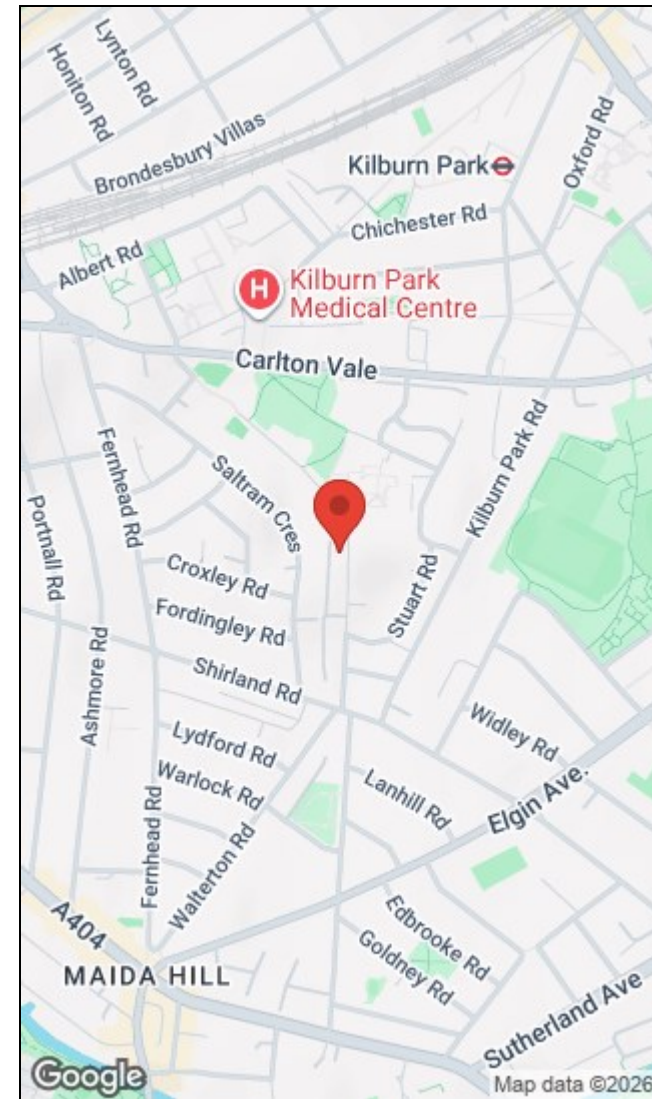 Lynton Rd
Honiton Rd
Brondesbury Villas
Kilburn Park
Oxford Rd
Chichester Rd
Albert Rd
H
Kilburn Park
Medical Centre
Carlton Vale
Fernhead Rd
Saltram Cres
Kilburn Park Rd
Portnall Rd
Croxley Rd
Stuart Rd
Fordingley Rd
Ashmore Rd
Shirland Rd
Widley Rd
Lydford Rd
Warlock Rd
Lanhill Rd
Elgin Ave.
Fernhead Rd
Walterton Rd
A404
Edbrooke Rd
Goldney Rd
MAIDA HILL
Sutherland Ave
Google
Map data ©2026